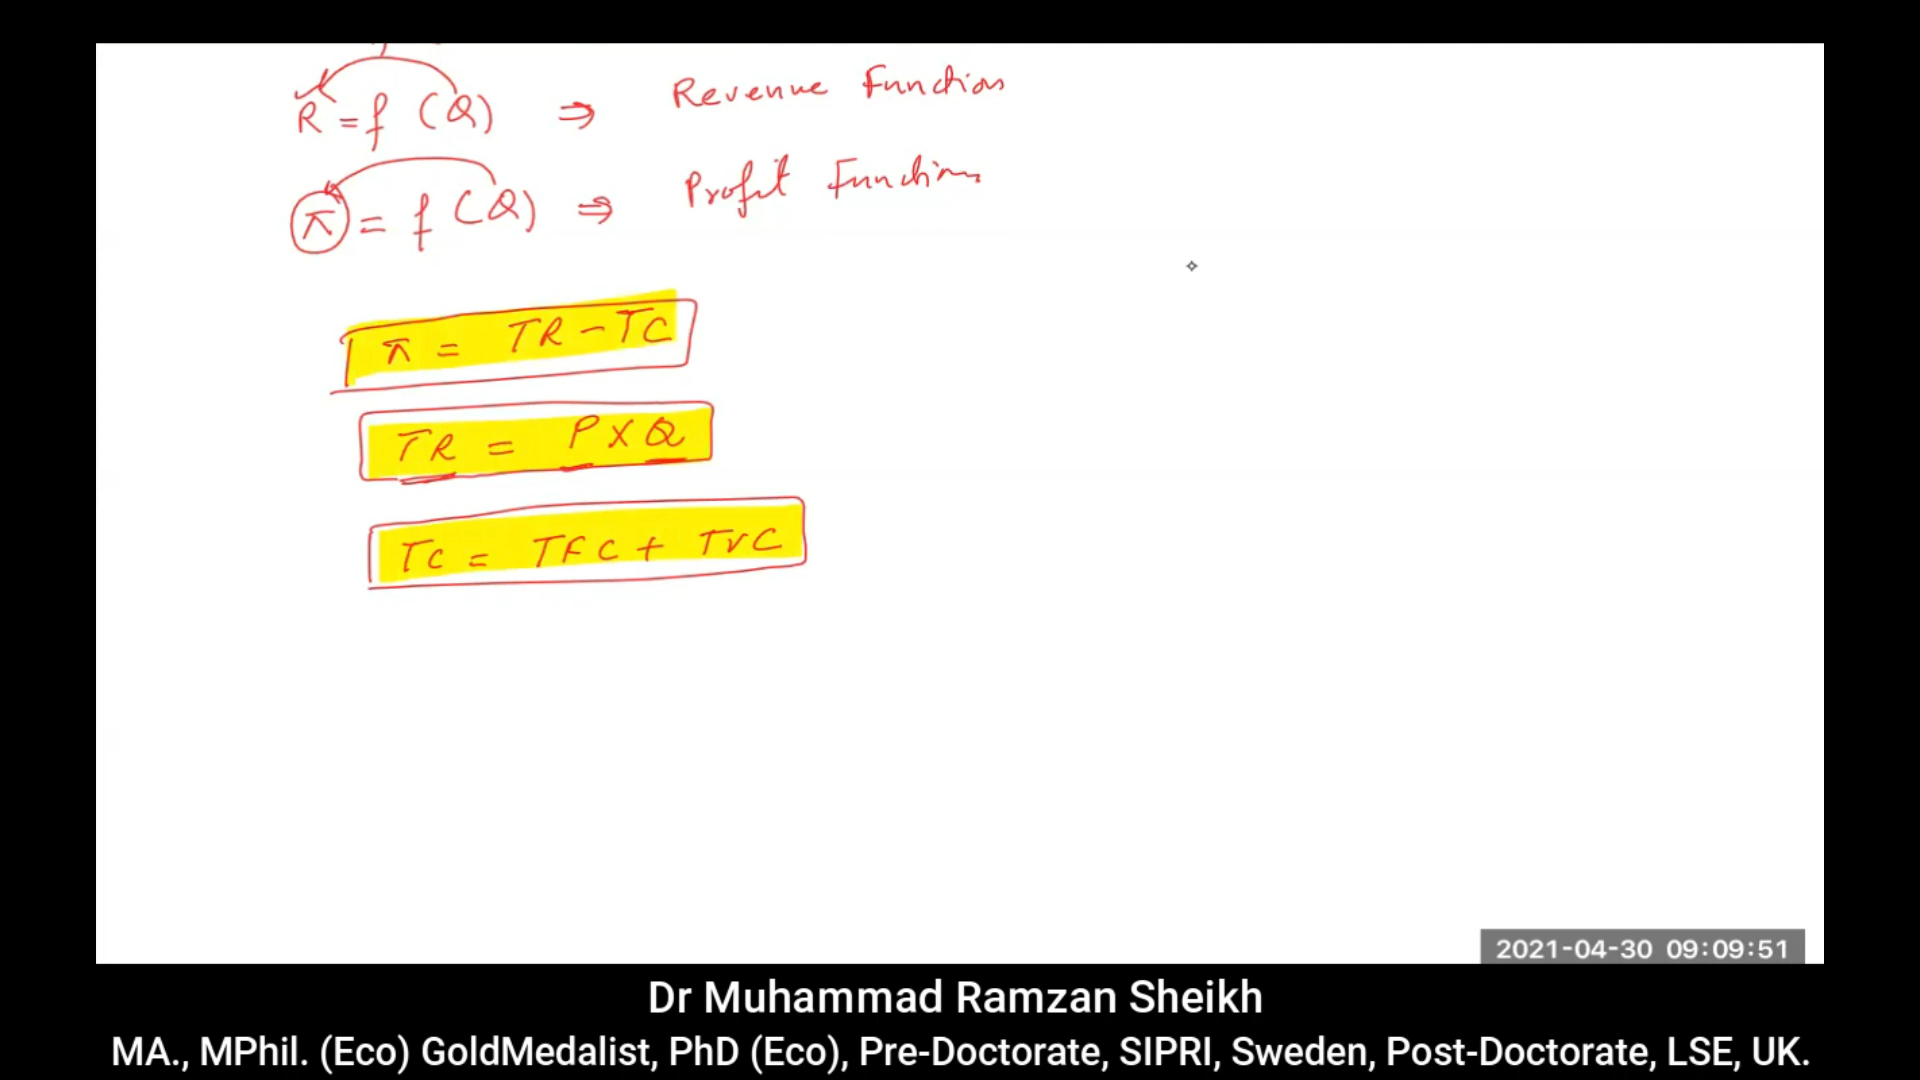 R = f (Q) ⇒ Revenue Function
π = f (Q) ⇒ Profit Function
π = TR - TC
TR = P X Q
TC = TFC + TVC
2021-04-30 09:09:51
Dr Muhammad Ramzan Sheikh
MA., MPhil. (Eco) GoldMedalist, PhD (Eco), Pre-Doctorate, SIPRI, Sweden, Post-Doctorate, LSE, UK.